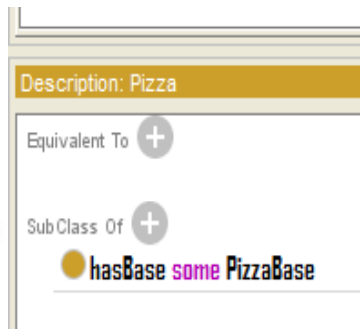 Description: Pizza
Equivalent To
SubClass Of
hasBase some PizzaBase